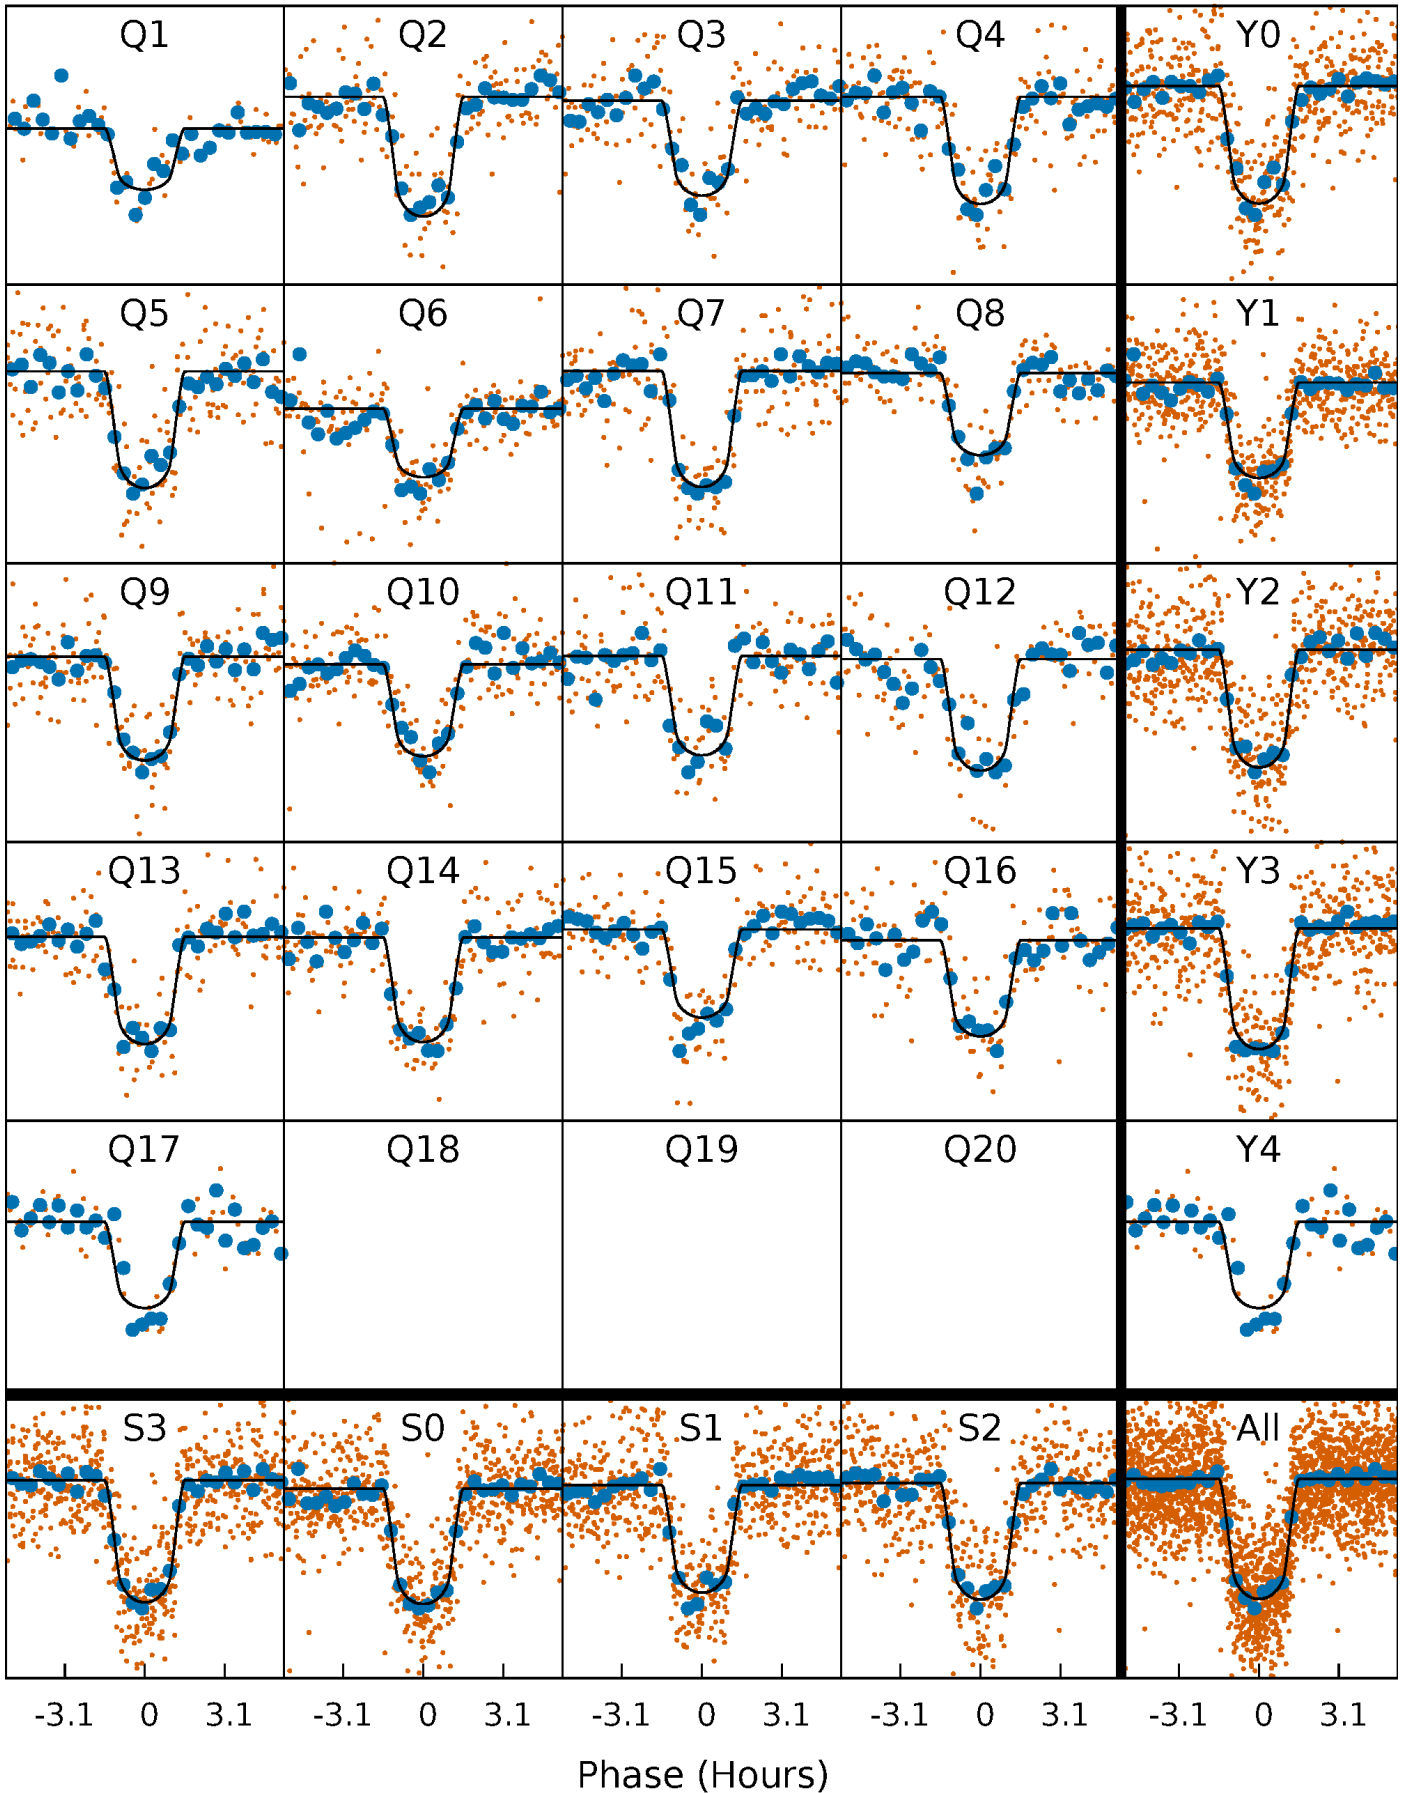 Q1 Q2 Q3 Q4 Y0
Q5 Q6 Q7 Q8 Y1
Q9 Q10 Q11 Q12 Y2
Q13 Q14 Q15 Q16 Y3
Q17 Q18 Q19 Q20 Y4
S3 S0 S1 S2 All
-3.1 0 3.1 -3.1 0 3.1 -3.1 0 3.1 -3.1 0 3.1 -3.1 0 3.1
Phase (Hours)